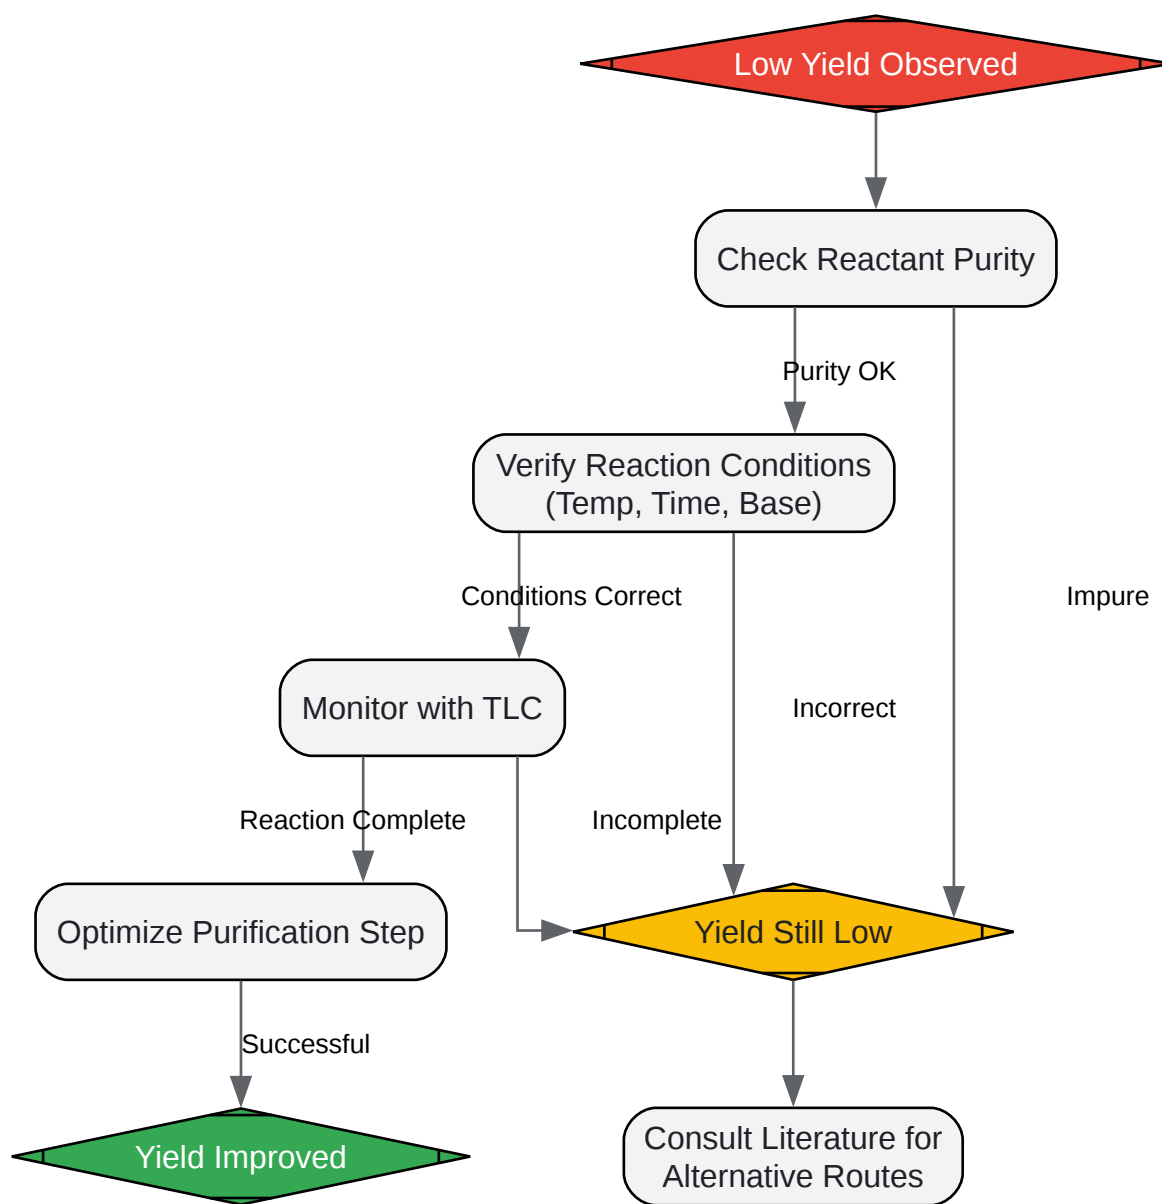 Low Yield Observed
Check Reactant Purity
Purity OK
Verify Reaction Conditions
(Temp, Time, Base)
Conditions Correct
Impure
Monitor with TLC
Incorrect
Reaction Complete
Incomplete
Optimize Purification Step
Yield Still Low
Successful
Yield Improved
Consult Literature for
Alternative Routes